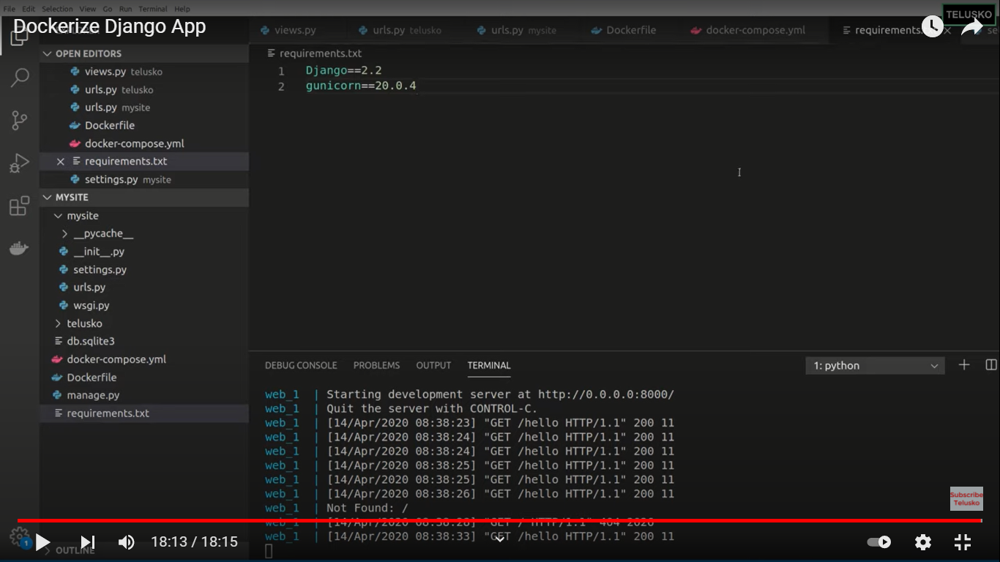 File Edit Selection View Go Run Terminal Help
Dockerize Django App
TELUSKO
views.py urls.py telusko urls.py mysite Dockerfile docker-compose.yml requirements.
OPEN EDITORS
views.py telusko
urls.py telusko
urls.py mysite
Dockerfile
docker-compose.yml
requirements.txt
settings.py mysite
MYSITE
mysite
__pycache__
__init__.py
settings.py
urls.py
wsgi.py
telusko
db.sqlite3
docker-compose.yml
Dockerfile
manage.py
requirements.txt
OUTLINE
requirements.txt
1 Django==2.2
2 gunicorn==20.0.4
DEBUG CONSOLE PROBLEMS OUTPUT TERMINAL
1: python
web_1 | Starting development server at http://0.0.0.0:8000/
web_1 | Quit the server with CONTROL-C.
web_1 | [14/Apr/2020 08:38:23] "GET /hello HTTP/1.1" 200 11
web_1 | [14/Apr/2020 08:38:24] "GET /hello HTTP/1.1" 200 11
web_1 | [14/Apr/2020 08:38:24] "GET /hello HTTP/1.1" 200 11
web_1 | [14/Apr/2020 08:38:25] "GET /hello HTTP/1.1" 200 11
web_1 | [14/Apr/2020 08:38:25] "GET /hello HTTP/1.1" 200 11
web_1 | [14/Apr/2020 08:38:26] "GET /hello HTTP/1.1" 200 11
web_1 | Not Found: /
web_1 | [14/Apr/2020 08:38:28] "GET / HTTP/1.1" 404 2026
web_1 | [14/Apr/2020 08:38:33] "GET /hello HTTP/1.1" 200 11
Subscribe
Telusko
1
18:13 / 18:15